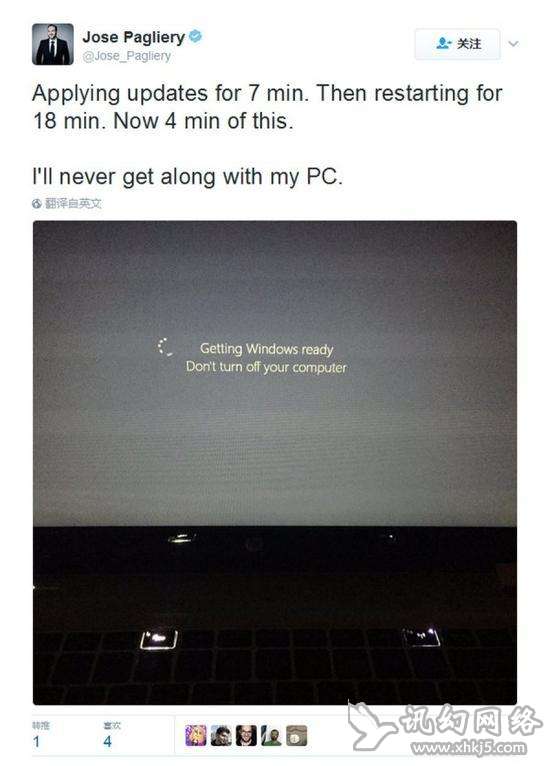 Jose Pagliery
@Jose_Pagliery
关注
Applying updates for 7 min. Then restarting for
18 min. Now 4 min of this.
I'll never get along with my PC.
翻译自英文
Getting Windows ready
Don't turn off your computer
转推
喜欢
1
4
讯幻网络
www.xhkj5.com